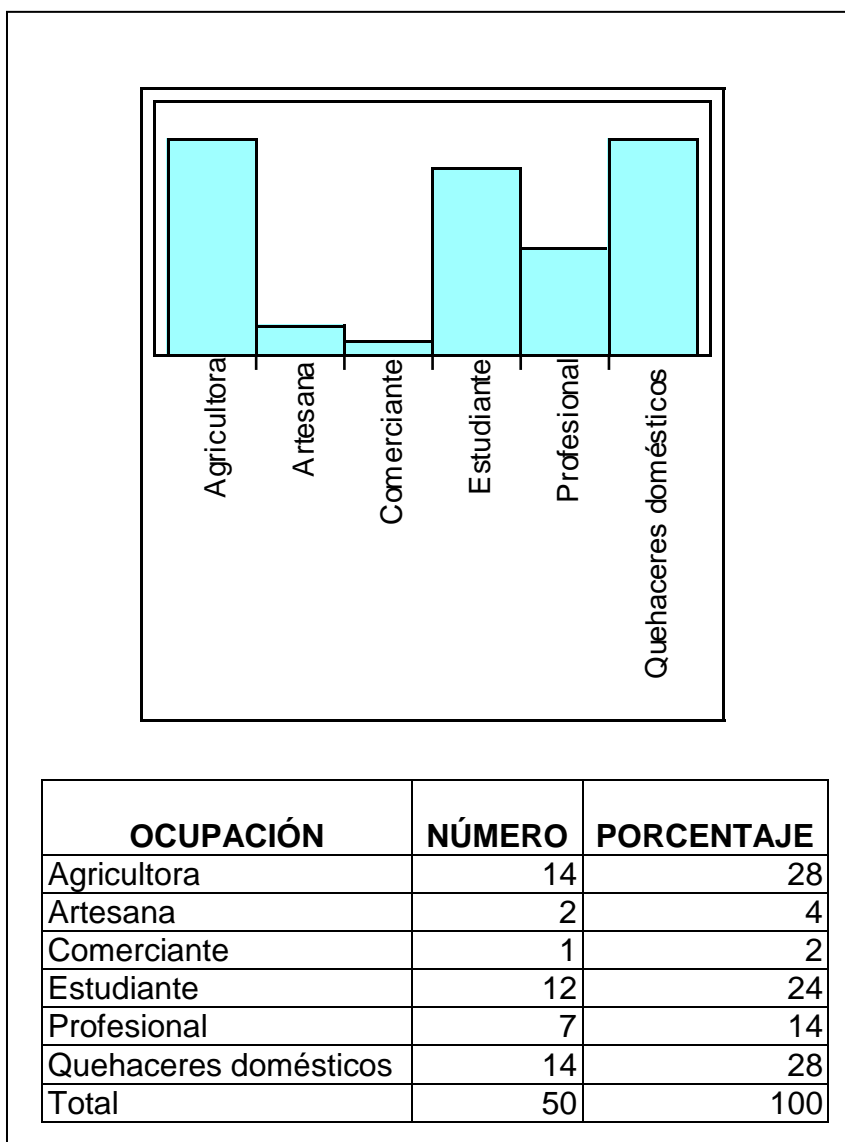 Agricultora
Artesana
Comerciante
Estudiante
Profesional
Quehaceres domésticos
OCUPACIÓN NÚMERO PORCENTAJE
Agricultora 14 28
Artesana 2 4
Comerciante 1 2
Estudiante 12 24
Profesional 7 14
Quehaceres domésticos 14 28
Total 50 100